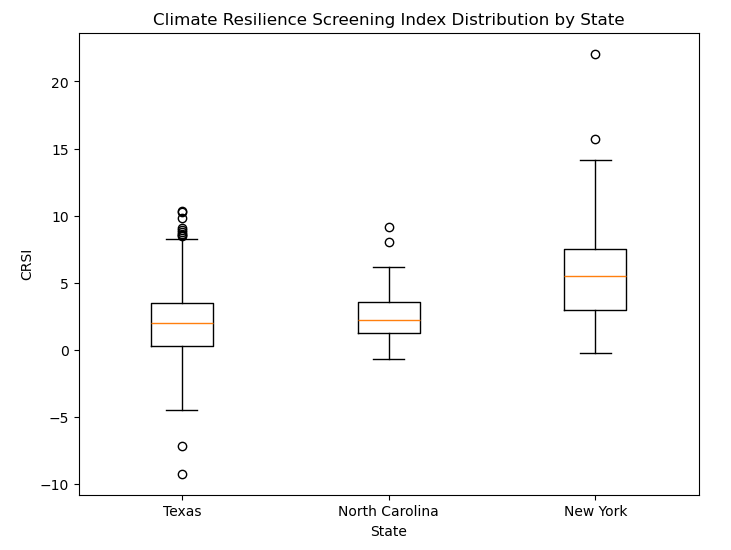 Climate Resilience Screening Index Distribution by State
20
15
10
5
0
−5
−10
CRSI
Texas
North Carolina
New York
State